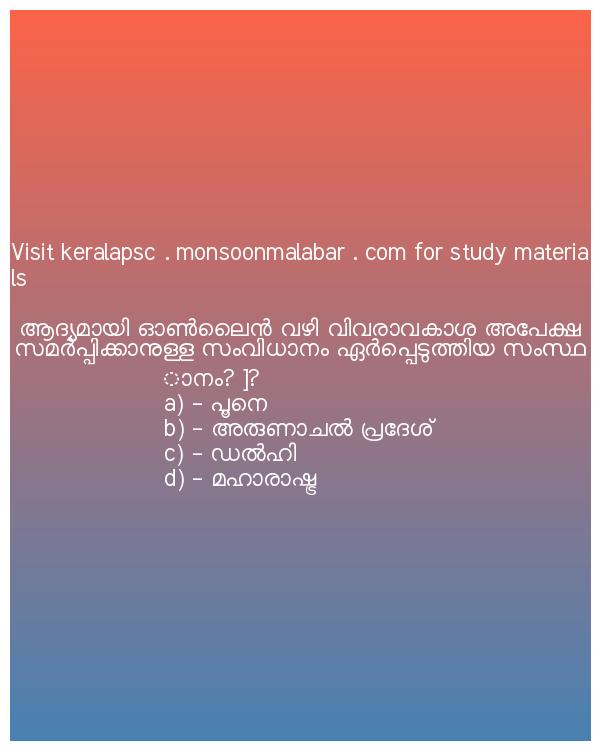 Visit keralapsc . monsoonmalabar . com for study materia
ls
ആദ്യമായി ഓൺലൈൻ വഴി വിവരാവകാശ അപേക്ഷ
സമർപ്പിക്കാനുള്ള സംവിധാനം ഏർപ്പെടുത്തിയ സംസ്ഥ
ാനം? ]?
a) - പൂനെ
b) - അരുണാചൽ പ്രദേശ്
c) - ഡൽഹി
d) - മഹാരാഷ്ട്ര